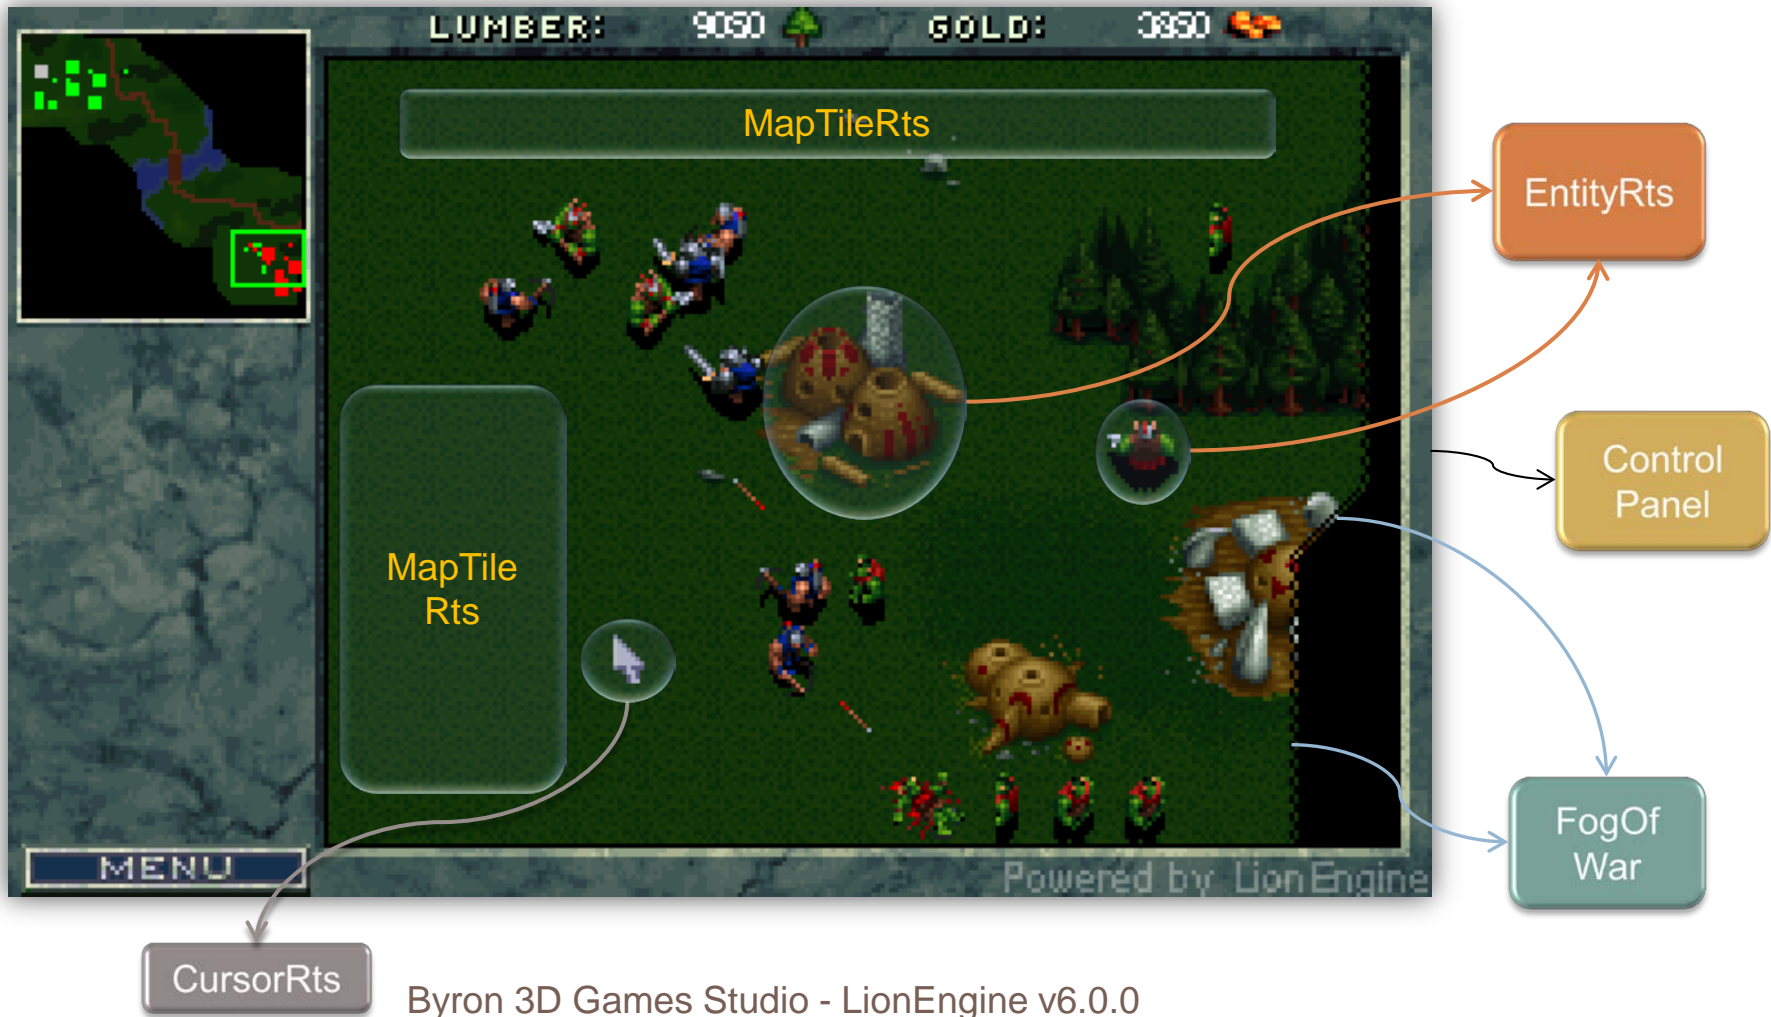 LUMBER: 9050 GOLD: 3850
MapTileRts
EntityRts
Control
Panel
MapTile
Rts
FogOf
War
MENU
Powered by LionEngine
CursorRts
Byron 3D Games Studio - LionEngine v6.0.0